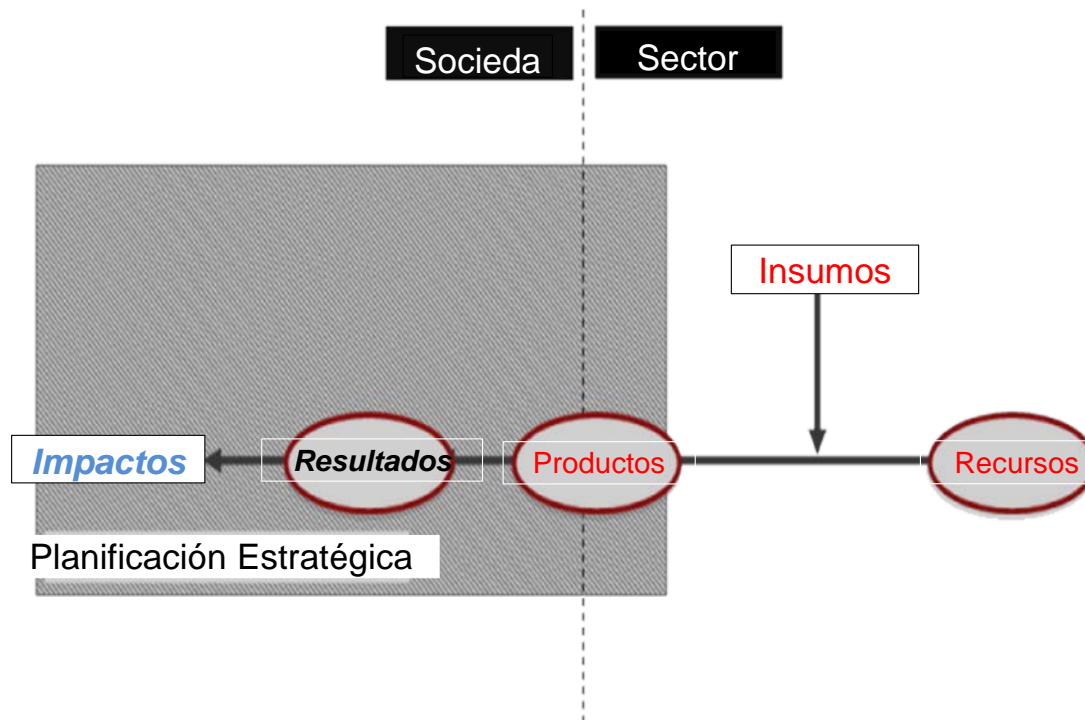 Socieda
Sector
Insumos
Impactos
Resultados
Productos
Recursos
Planificación Estratégica